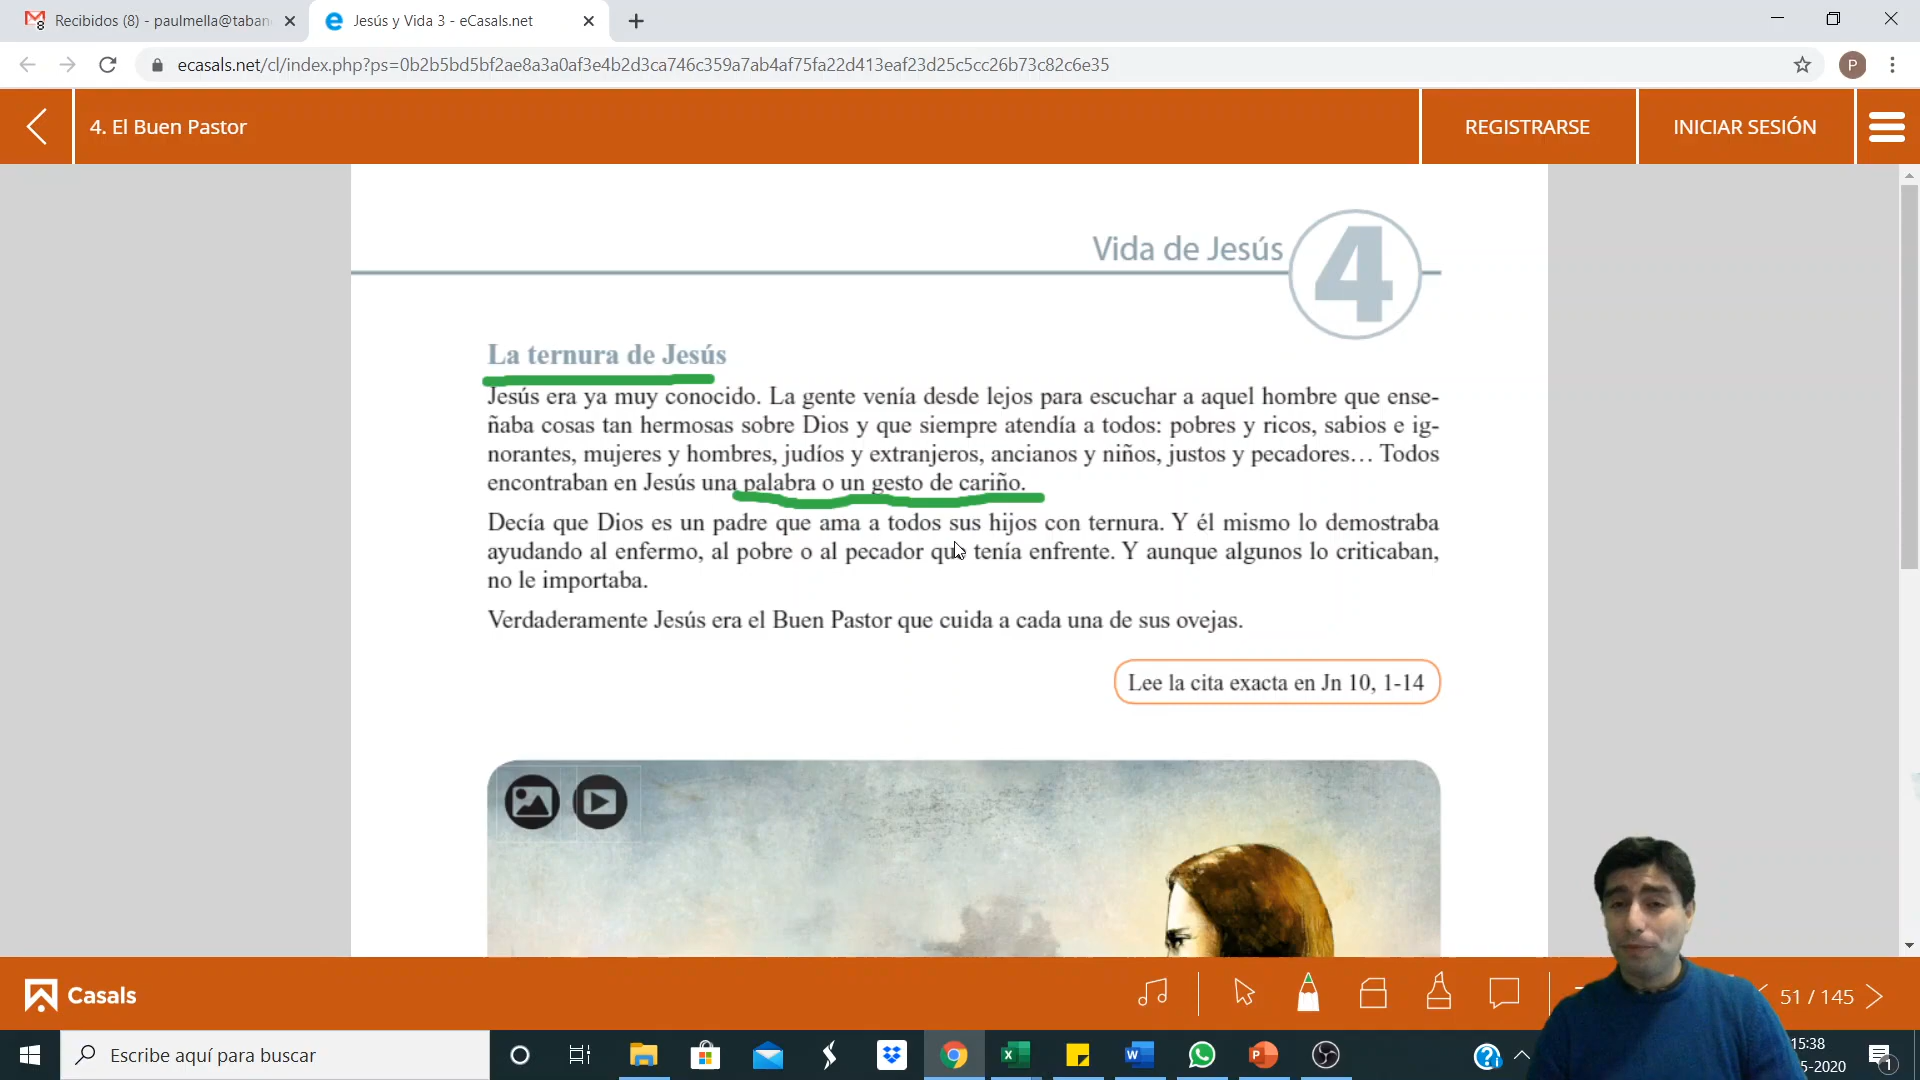 Recibidos (8) - paulmella@taban
Jesús y Vida 3 - eCasals.net
ecasals.net/cl/index.php?ps=0b2b5bd5bf2ae8a3a0af3e4b2d3ca746c359a7ab4af75fa22d413eaf23d25c5cc26b73c82c6e35
P
4. El Buen Pastor
REGISTRARSE
INICIAR SESIÓN
Vida de Jesús
4
La ternura de Jesús
Jesús era ya muy conocido. La gente venía desde lejos para escuchar a aquel hombre que ense-
ñaba cosas tan hermosas sobre Dios y que siempre atendía a todos: pobres y ricos, sabios e ig-
norantes, mujeres y hombres, judíos y extranjeros, ancianos y niños, justos y pecadores… Todos
encontraban en Jesús una palabra o un gesto de cariño.
Decía que Dios es un padre que ama a todos sus hijos con ternura. Y él mismo lo demostraba
ayudando al enfermo, al pobre o al pecador que tenía enfrente. Y aunque algunos lo criticaban,
no le importaba.
Verdaderamente Jesús era el Buen Pastor que cuida a cada una de sus ovejas.
Lee la cita exacta en Jn 10, 1-14
Casals
51 / 145
Escribe aquí para buscar
15:38
5-2020
1